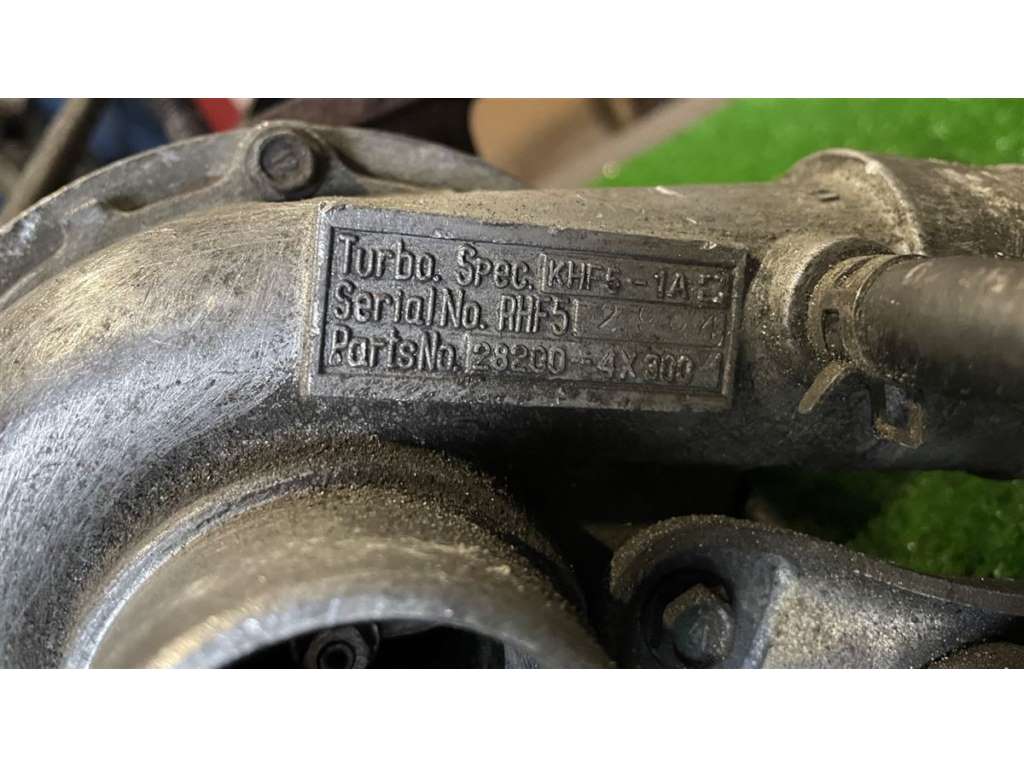 Turbo. Spec. KHF5-1A
Serial No. RHF5
Parts No. 28200-4X300